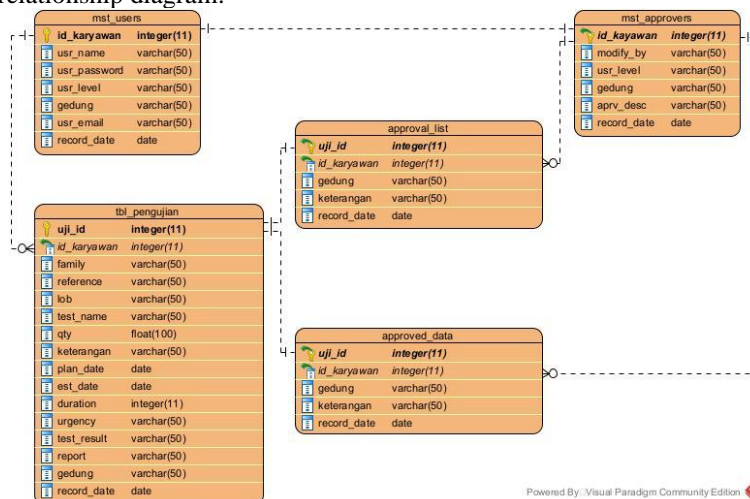 relationship diagram.
mst_users
id_karyawan integer(11)
usr_name varchar(50)
usr_password varchar(50)
usr_level varchar(50)
gedung varchar(50)
usr_email varchar(50)
record_date date
mst_approvers
id_kayawan integer(11)
modify_by varchar(50)
usr_level varchar(50)
gedung varchar(50)
aprv_desc varchar(50)
record_date date
approval_list
uji_id integer(11)
id_karyawan integer(11)
gedung varchar(50)
keterangan varchar(50)
record_date date
tbl_pengujian
uji_id integer(11)
id_karyawan integer(11)
family varchar(50)
reference varchar(50)
lob varchar(50)
test_name varchar(50)
qty float(100)
keterangan varchar(50)
plan_date date
est_date date
duration integer(11)
urgency varchar(50)
test_result varchar(50)
report varchar(50)
gedung varchar(50)
record_date date
approved_data
uji_id integer(11)
id_karyawan integer(11)
gedung varchar(50)
keterangan varchar(50)
record_date date
Powered By: Visual Paradigm Community Edition